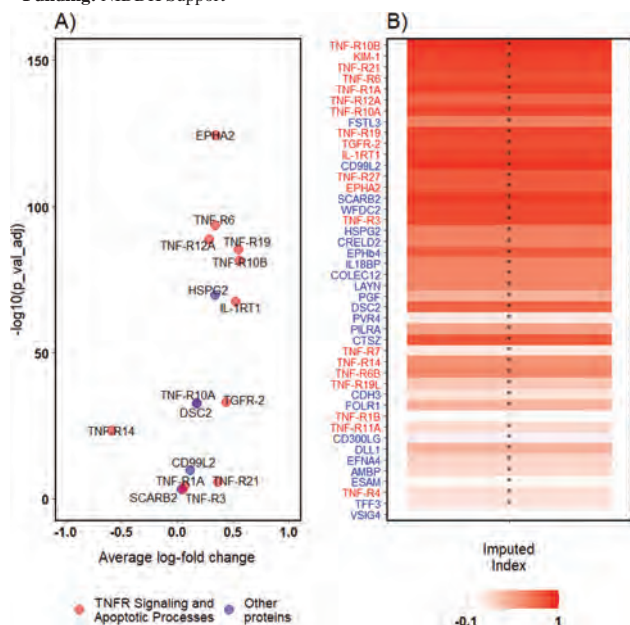 A)
B)
150
100
50
0
-log10(p_val_adj)
EPHA2
TNF-R6
TNF-R12A
TNF-R19
TNF-R10B
HSPG2
IL-1RT1
TNF-R10A
TGFR-2
DSC2
TNFR14
CD99L2
TNF-R1A
TNF-R21
SCARB2
TNF-R3
-1.0
-0.5
0.0
0.5
1.0
Average log-fold change
TNFR Signaling and
Apoptotic Processes
Other
proteins
TNF-R10B
KIM-1
TNF-R21
TNF-R6
TNF-R1A
TNF-R12A
TNF-R10A
FSTL3
TNF-R19
TGFR-2
IL-1RT1
CD99L2
TNF-R27
EPHA2
SCARB2
WFDC2
TNF-R3
HSPG2
CRELD2
EPHb4
IL18BP
COLEC12
LAYN
PGF
DSC2
PVR4
PILRA
CTSZ
TNF-R7
TNF-R14
TNF-R6B
TNF-R19L
CDH3
FOLR1
TNF-R1B
TNF-R11A
CD300LG
DLL1
EFNA4
AMBP
ESAM
TNF-R4
TFF3
VSIG4
Imputed
Index
-0.1
1